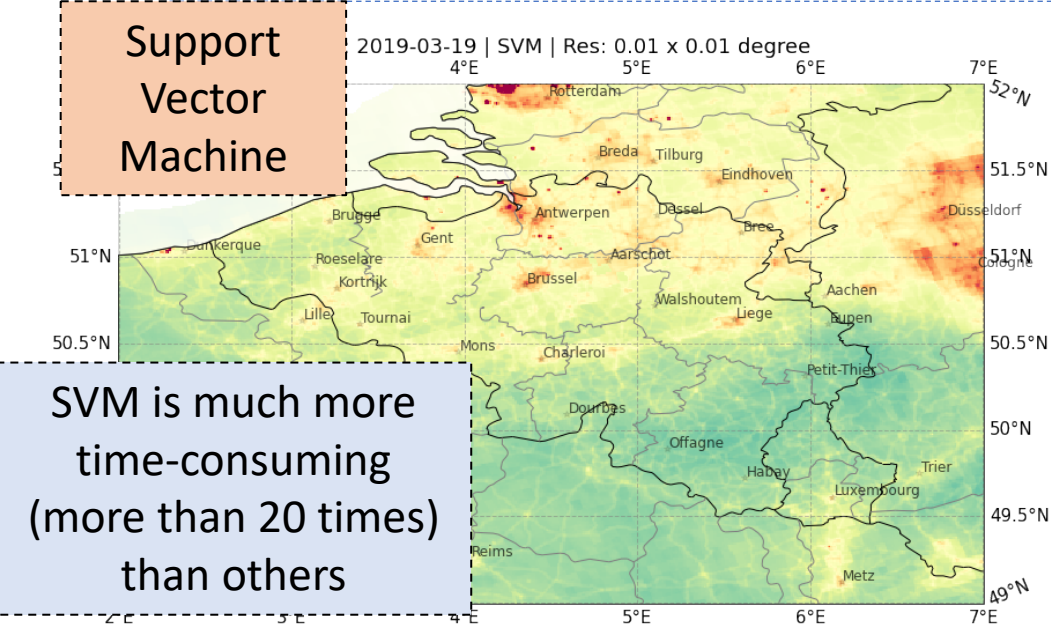 Support
Vector
Machine
2019-03-19 | SVM | Res: 0.01 x 0.01 degree
4°E 5°E 6°E 7°E
52°N
Rotterdam
Breda Tilburg
51.5°N
Eindhoven
Brugge Antwerpen Dessel Düsseldorf
Gent Bree
Dunkerque
51°N Roeselare Aarschot 51°N Cologne
Kortrijk Brussel Aachen
Walshoutem
Lille Tournai Liege Eupen
50.5°N Mons Charleroi 50.5°N
Petit-Thier
SVM is much more
time-consuming
(more than 20 times)
than others
Dourbes 50°N
Offagne
Habay Trier
Luxembourg
49.5°N
Reims
Metz
49°N
2°E 3°E 4°E 5°E 6°E 7°E